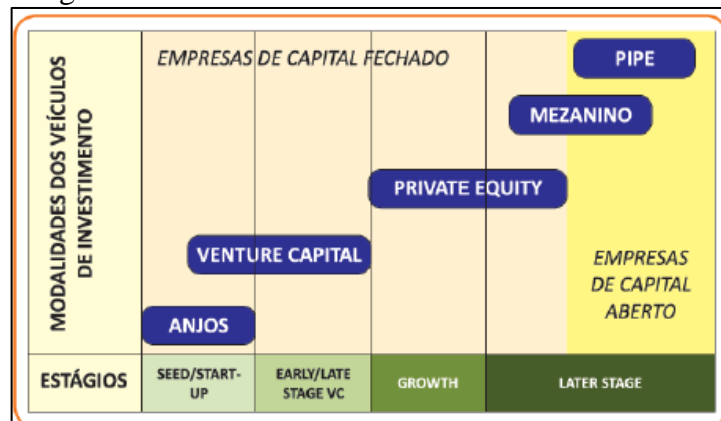 MODALIDADES DOS VEÍCULOS
DE INVESTIMENTO
EMPRESAS DE CAPITAL FECHADO
PIPE
MEZANINO
PRIVATE EQUITY
VENTURE CAPITAL
EMPRESAS
DE CAPITAL
ABERTO
ANJOS
ESTÁGIOS
SEED/START-
UP
EARLY/LATE
STAGE VC
GROWTH
LATER STAGE